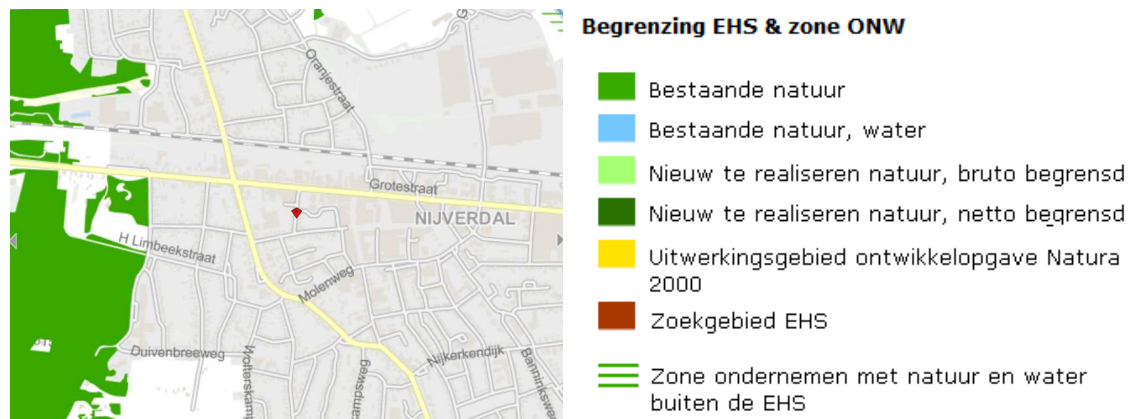 Oranjestraat
Grotestraat
NIJVERDAL
H Limbeekstraat
Molenweg
Duivenbreeweg
Nijkerkendijk
Begrenzing EHS & zone ONW
Bestaande natuur
Bestaande natuur, water
Nieuw te realiseren natuur, bruto begrensd
Nieuw te realiseren natuur, netto begrensd
Uitwerkingsgebied ontwikkelopgave Natura
2000
Zoekgebied EHS
Zone ondernemen met natuur en water
buiten de EHS